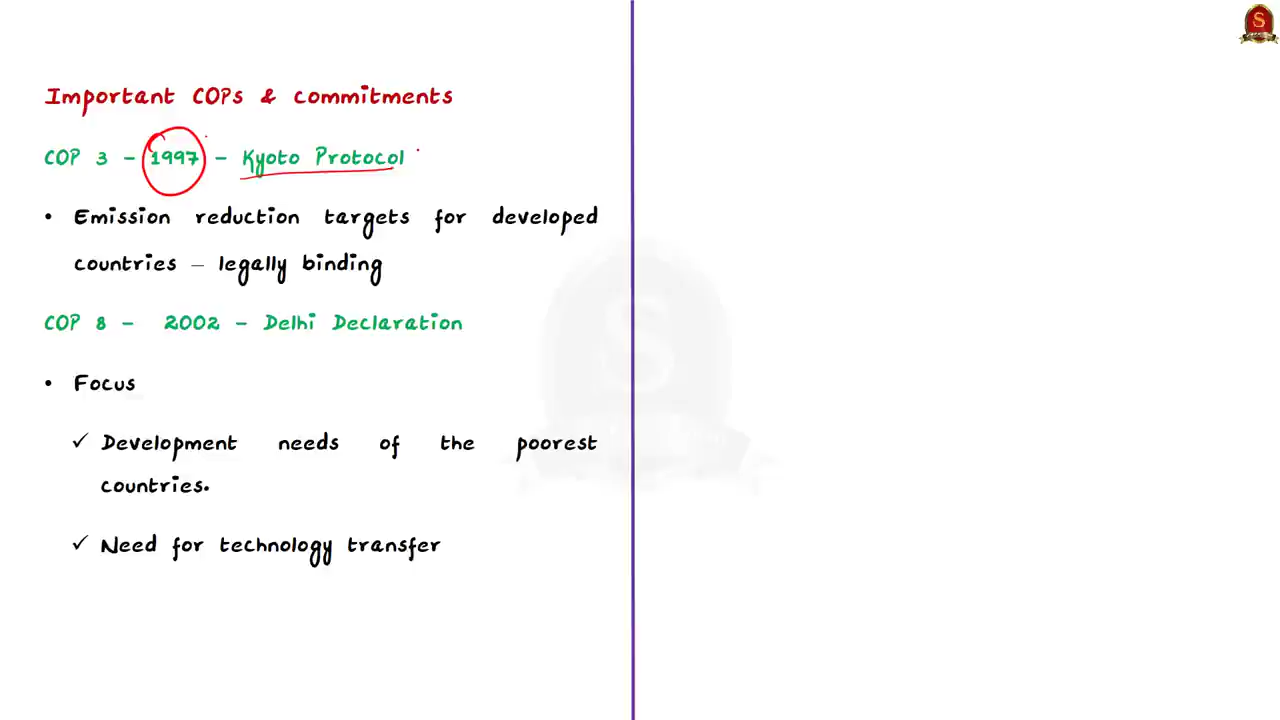 Important COPs & commitments
COP 3 - 1997 - Kyoto Protocol
• Emission reduction targets for developed
countries – legally binding
COP 8 - 2002 - Delhi Declaration
• Focus
✓ Development needs of the poorest
countries.
✓ Need for technology transfer
S